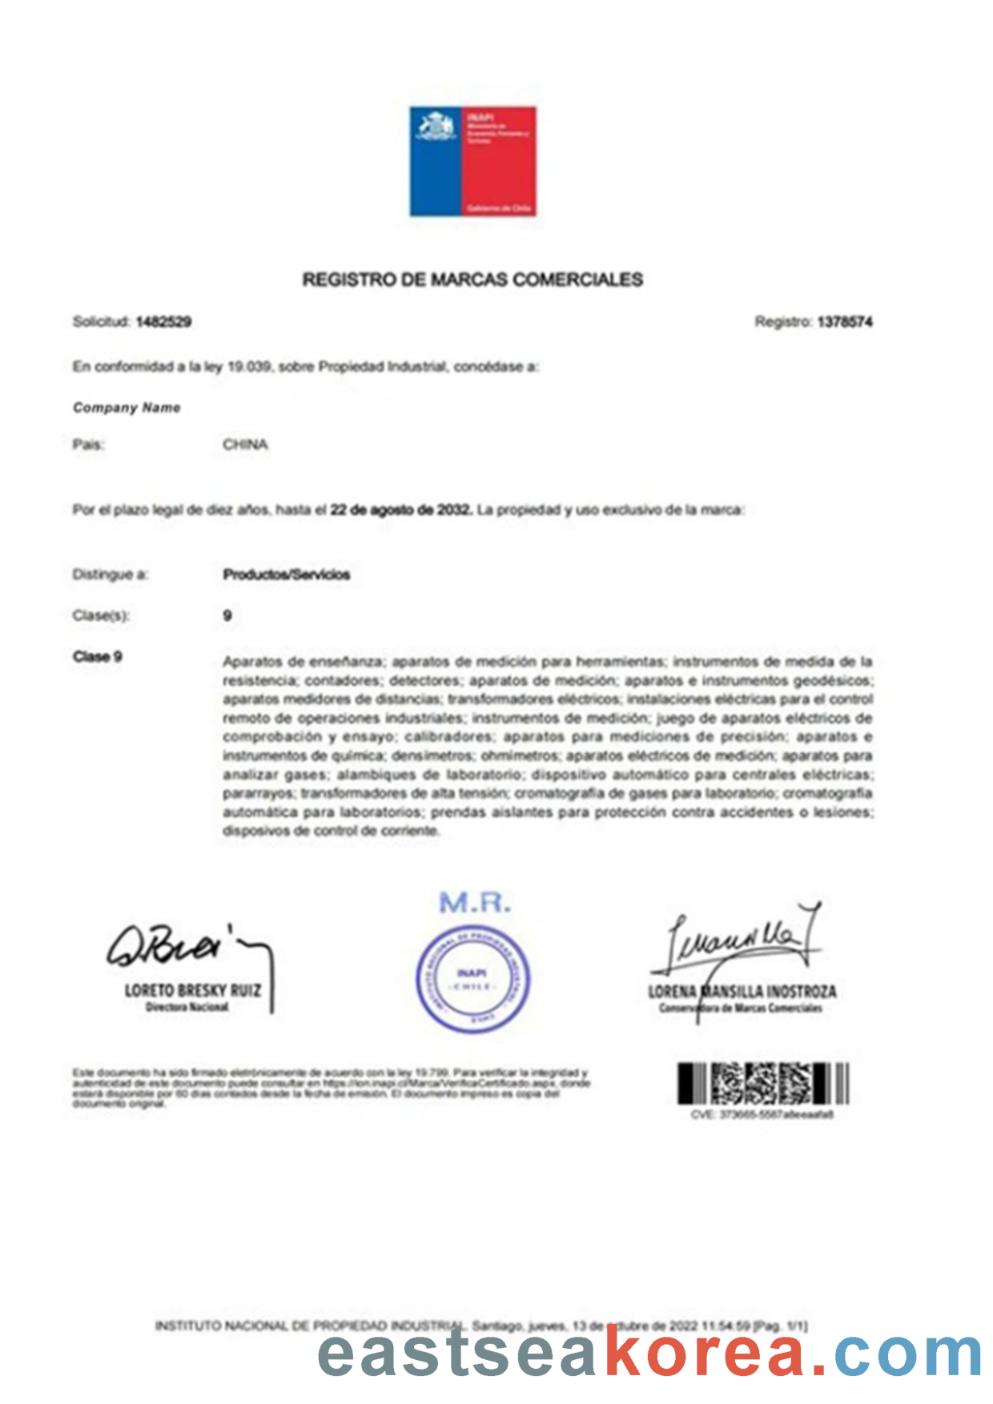 INAPI
Ministerio de
Economía, Fomento y
Turismo
Gobierno de Chile
REGISTRO DE MARCAS COMERCIALES
Solicitud: 1482529
Registro: 1378574
En conformidad a la ley 19.039, sobre Propiedad Industrial, concédase a:
Company Name
Pais: CHINA
Por el plazo legal de diez años, hasta el 22 de agosto de 2032. La propiedad y uso exclusivo de la marca:
Distingue a: Productos/Servicios
Clase(s): 9
Clase 9
Aparatos de enseñanza; aparatos de medición para herramientas; instrumentos de medida de la
resistencia; contadores; detectores; aparatos de medición; aparatos e instrumentos geodésicos;
aparatos medidores de distancias; transformadores eléctricos; instalaciones eléctricas para el control
remoto de operaciones industriales; instrumentos de medición; juego de aparatos eléctricos de
comprobación y ensayo; calibradores; aparatos para mediciones de precisión; aparatos e
instrumentos de química; densímetros; ohmímetros; aparatos eléctricos de medición; aparatos para
analizar gases; alambiques de laboratorio; dispositivo automático para centrales eléctricas;
pararrayos; transformadores de alta tensión; cromatografía de gases para laboratorio; cromatografía
automática para laboratorios; prendas aislantes para protección contra accidentes o lesiones;
disposivos de control de corriente.
M.R.
INSTITUTO NACIONAL DE PROPIEDAD INDUSTRIAL
INAPI
- CHILE -
CHILE
LORETO BRESKY RUIZ
Directora Nacional
LORENA MANSILLA INOSTROZA
Conservadora de Marcas Comerciales
Este documento ha sido firmado eletrónicamente de acuerdo con la ley 19.799. Para verificar la integridad y
autenticidad de este documento puede consultar en https://ion.inapi.cl/Marca/VerificaCertificado.aspx, donde
estará disponible por 60 días contados desde la fecha de emisión. El documento impreso es copia del
documento original.
CVE: 373665-5587a8eeaafa8
INSTITUTO NACIONAL DE PROPIEDAD INDUSTRIAL, Santiago, jueves, 13 de octubre de 2022 11:54:59 [Pag. 1/1]
eastseakorea.com